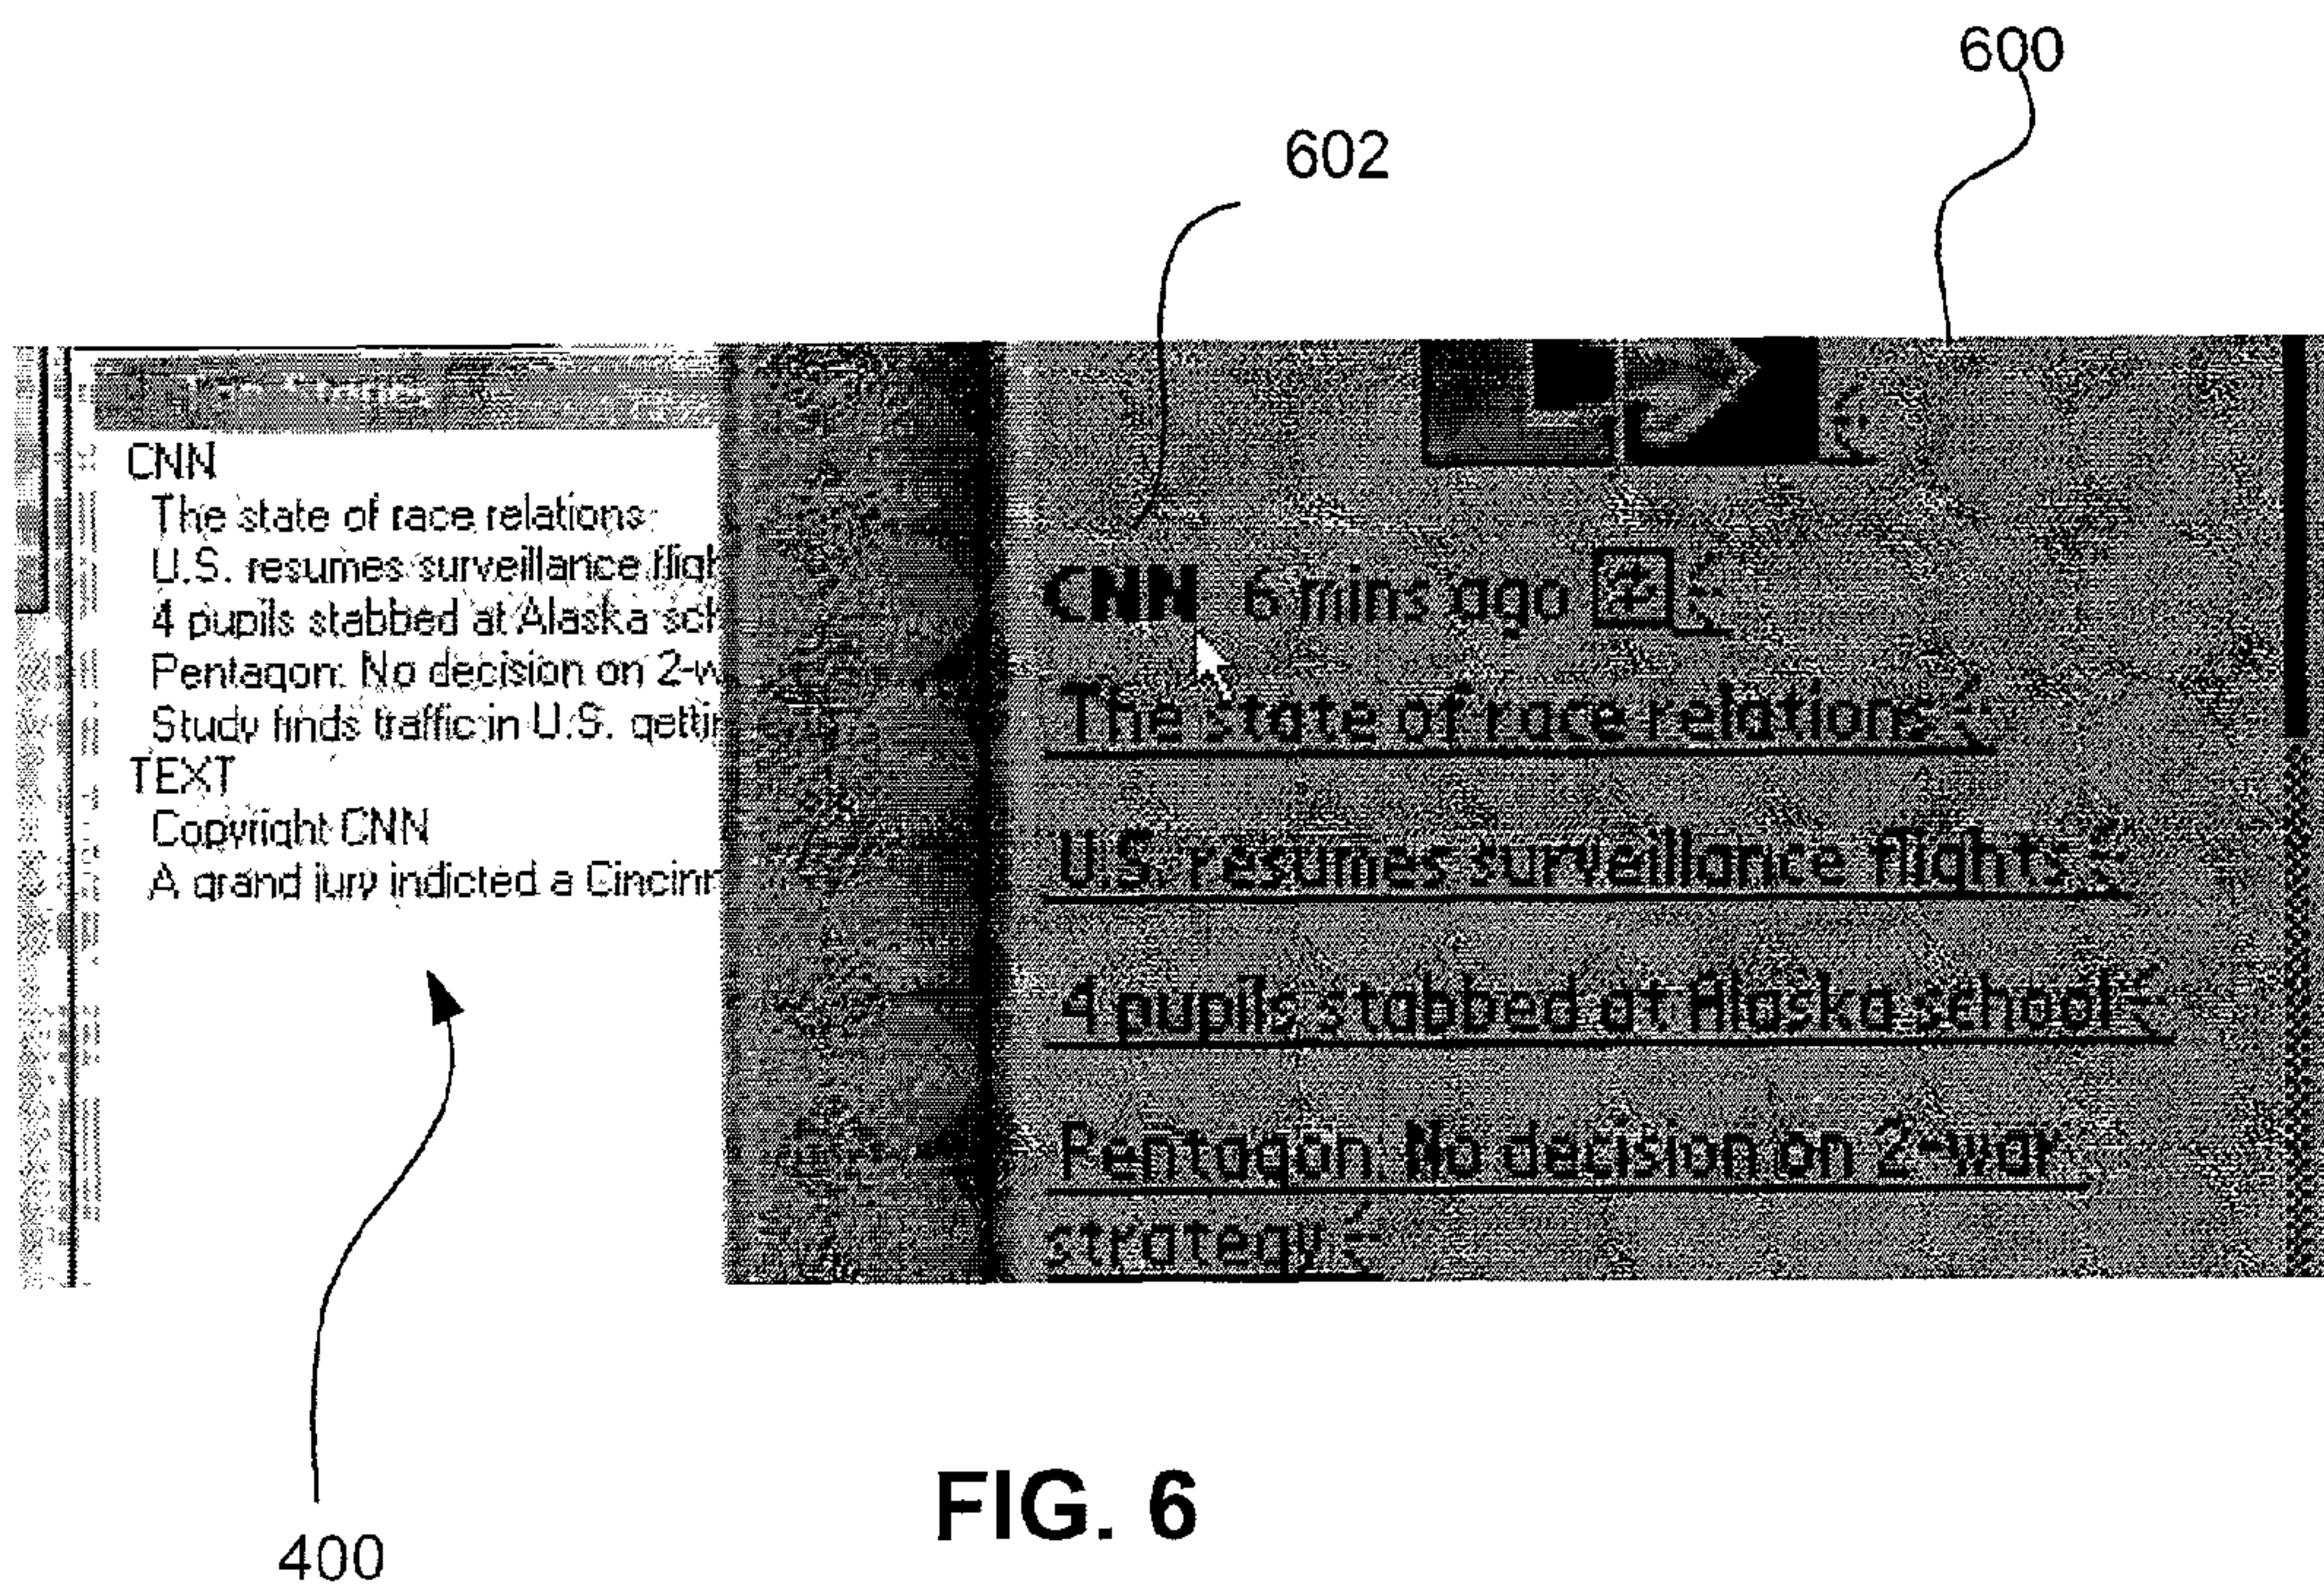 600
602
Top Stories
CNN
The state of race relations
U.S. resumes surveillance fligh
4 pupils stabbed at Alaska sch
Pentagon: No decision on 2-w
Study finds traffic in U.S. gettin
TEXT
Copyright CNN
A grand jury indicted a Cincinn
CNN 6 mins ago
The state of race relations
U.S. resumes surveillance flights
4 pupils stabbed at Alaska school
Pentagon: No decision on 2-war
strategy
400
FIG. 6